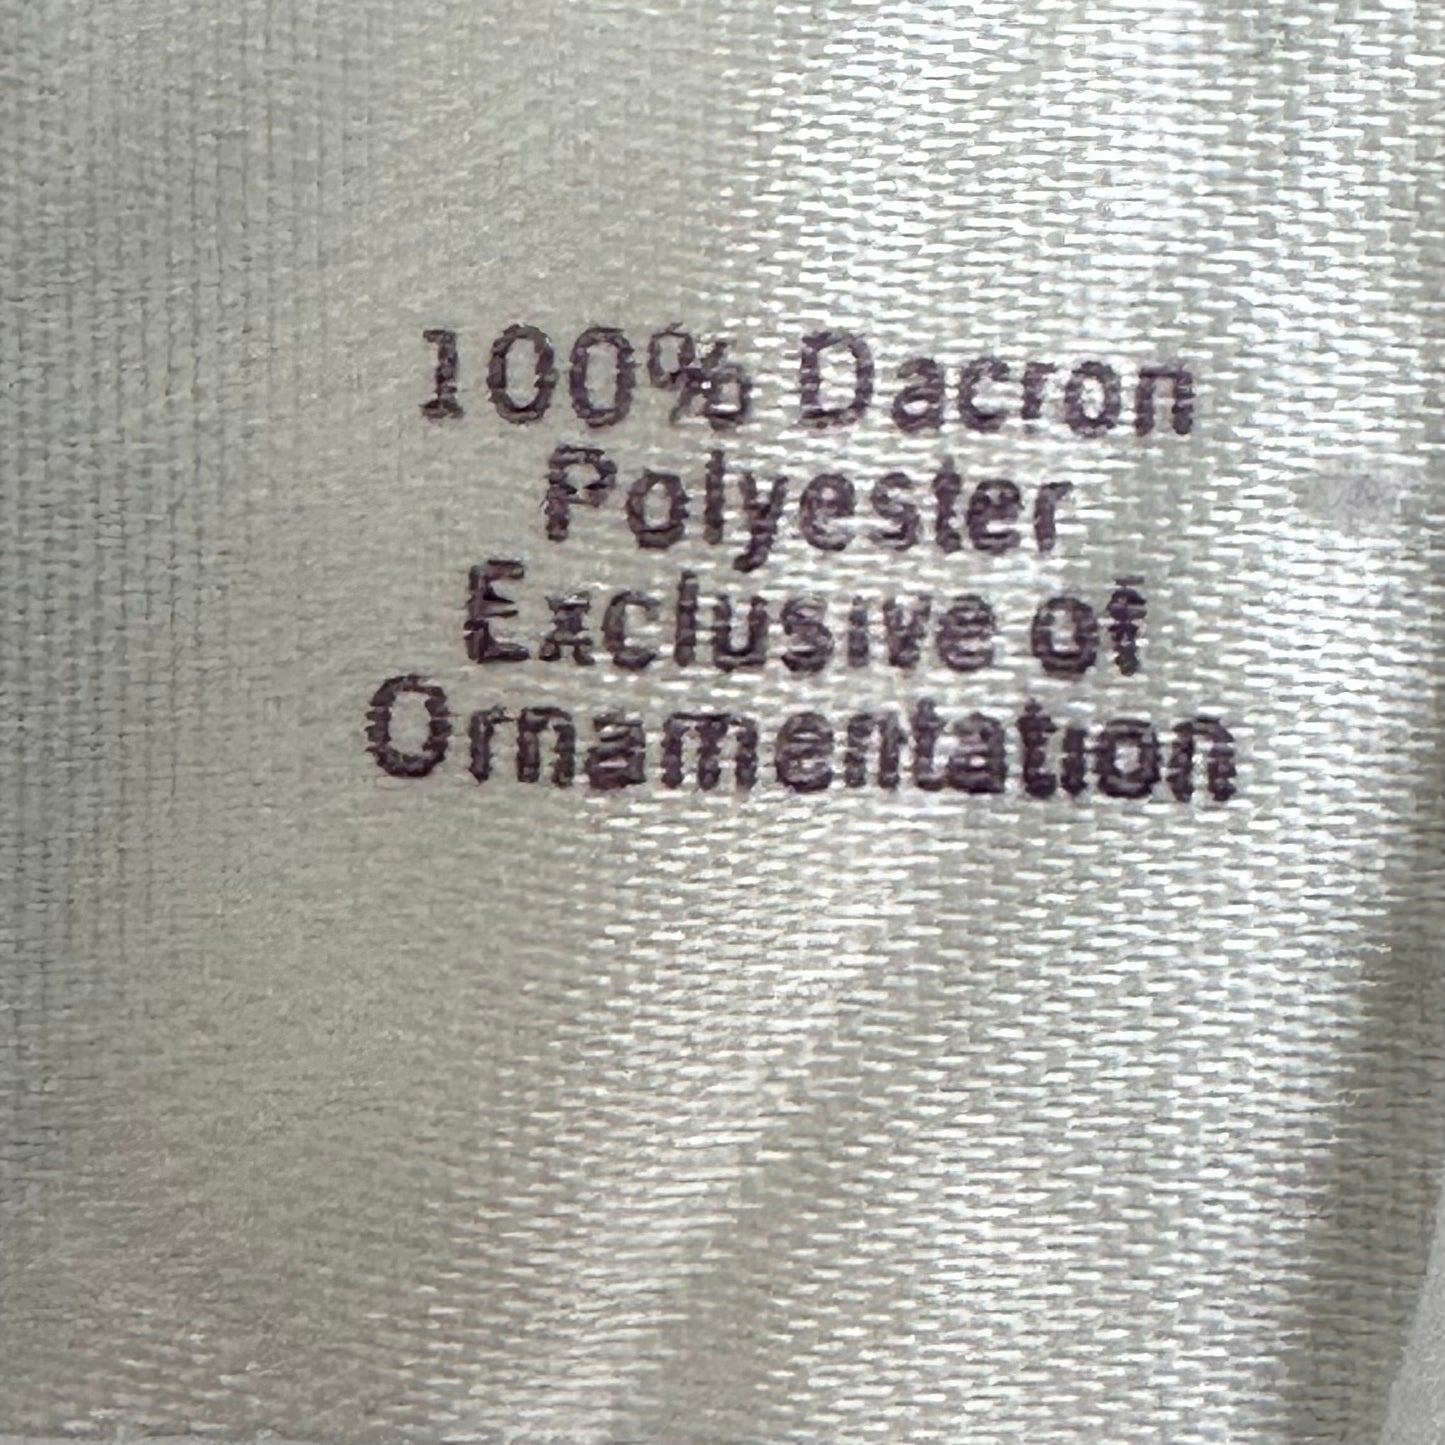 100% Dacron
Polyester
Exclusive of
Ornamentation